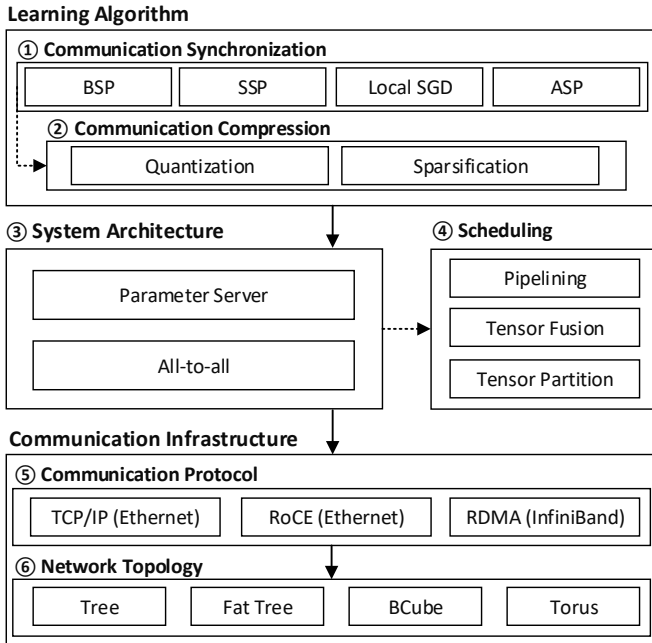 Learning Algorithm
① Communication Synchronization
BSP SSP Local SGD ASP
② Communication Compression
Quantization Sparsification
③ System Architecture
Parameter Server
All-to-all
④ Scheduling
Pipelining
Tensor Fusion
Tensor Partition
Communication Infrastructure
⑤ Communication Protocol
TCP/IP (Ethernet) RoCE (Ethernet) RDMA (InfiniBand)
⑥ Network Topology
Tree Fat Tree BCube Torus